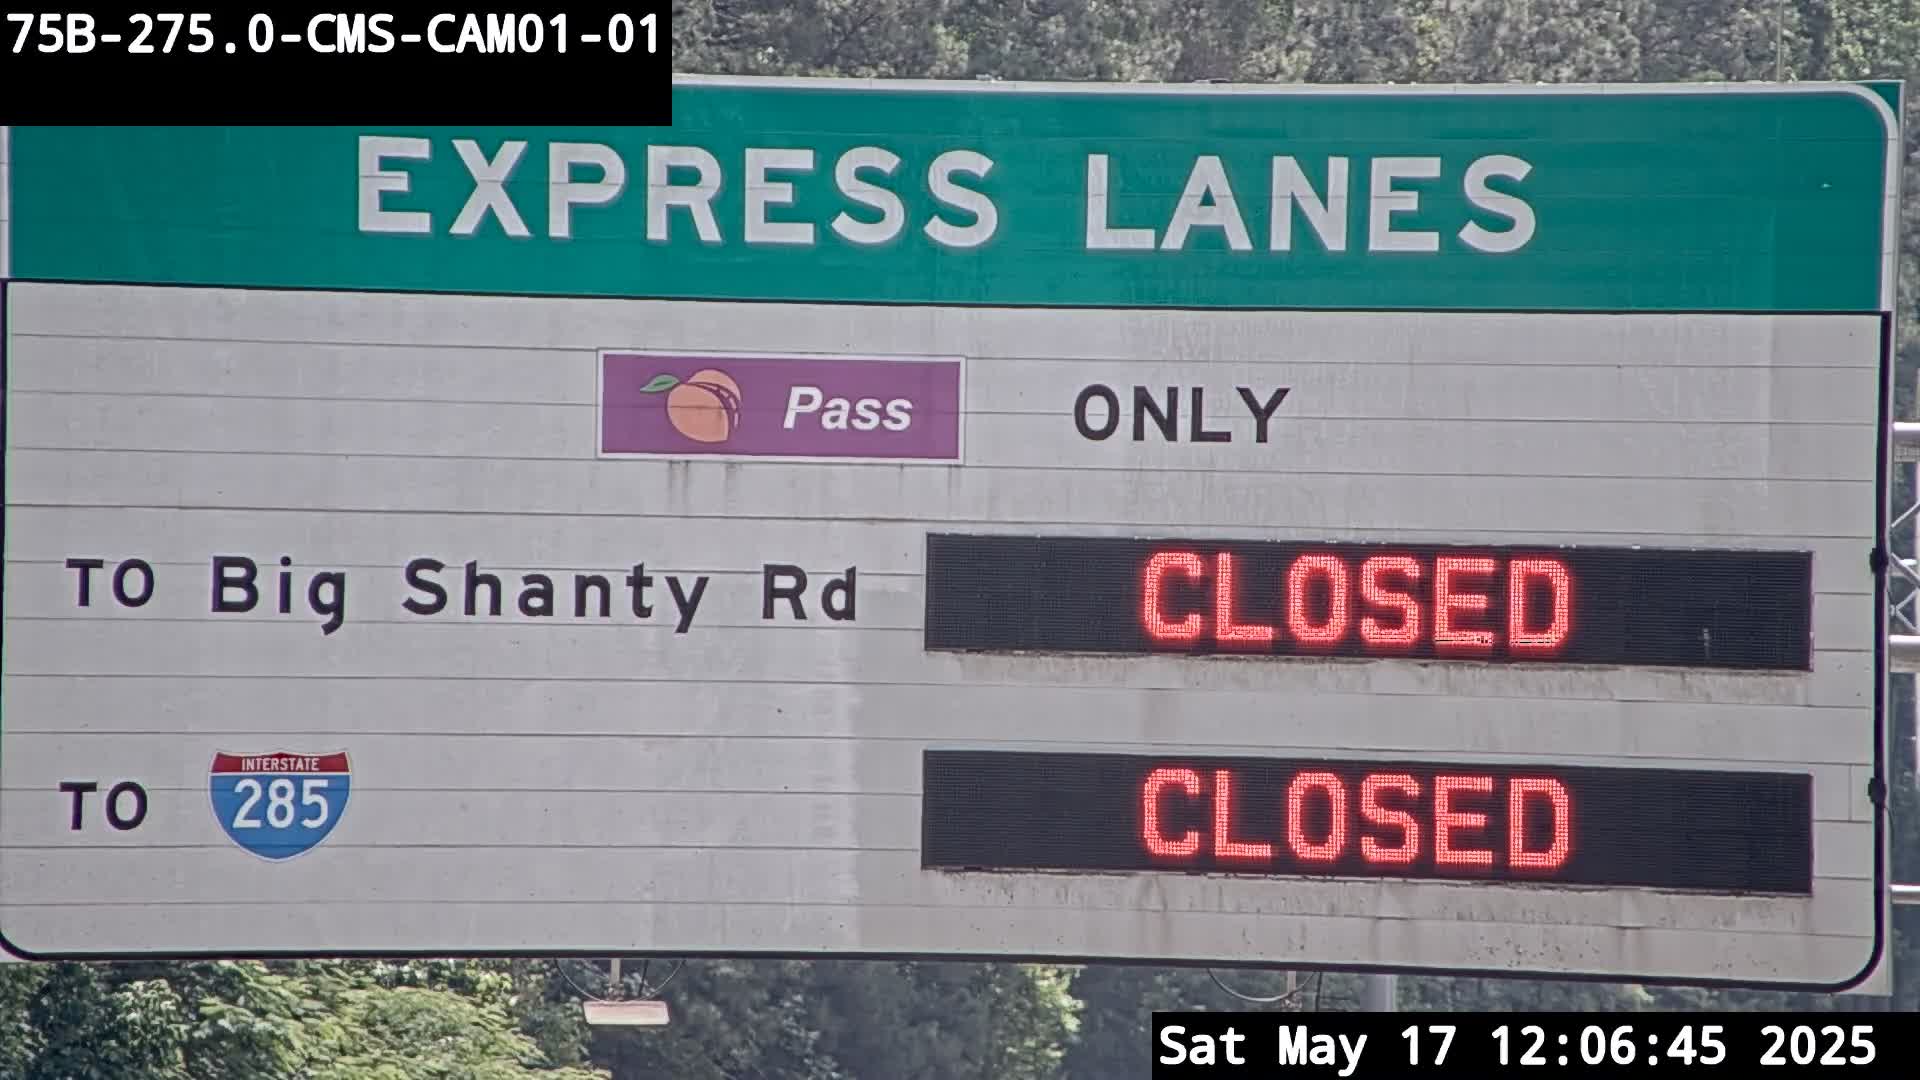 75B-275.0-CMS-CAM01-01
EXPRESS LANES
Pass ONLY
TO Big Shanty Rd CLOSED
TO INTERSTATE 285 CLOSED
Sat May 17 12:06:45 2025